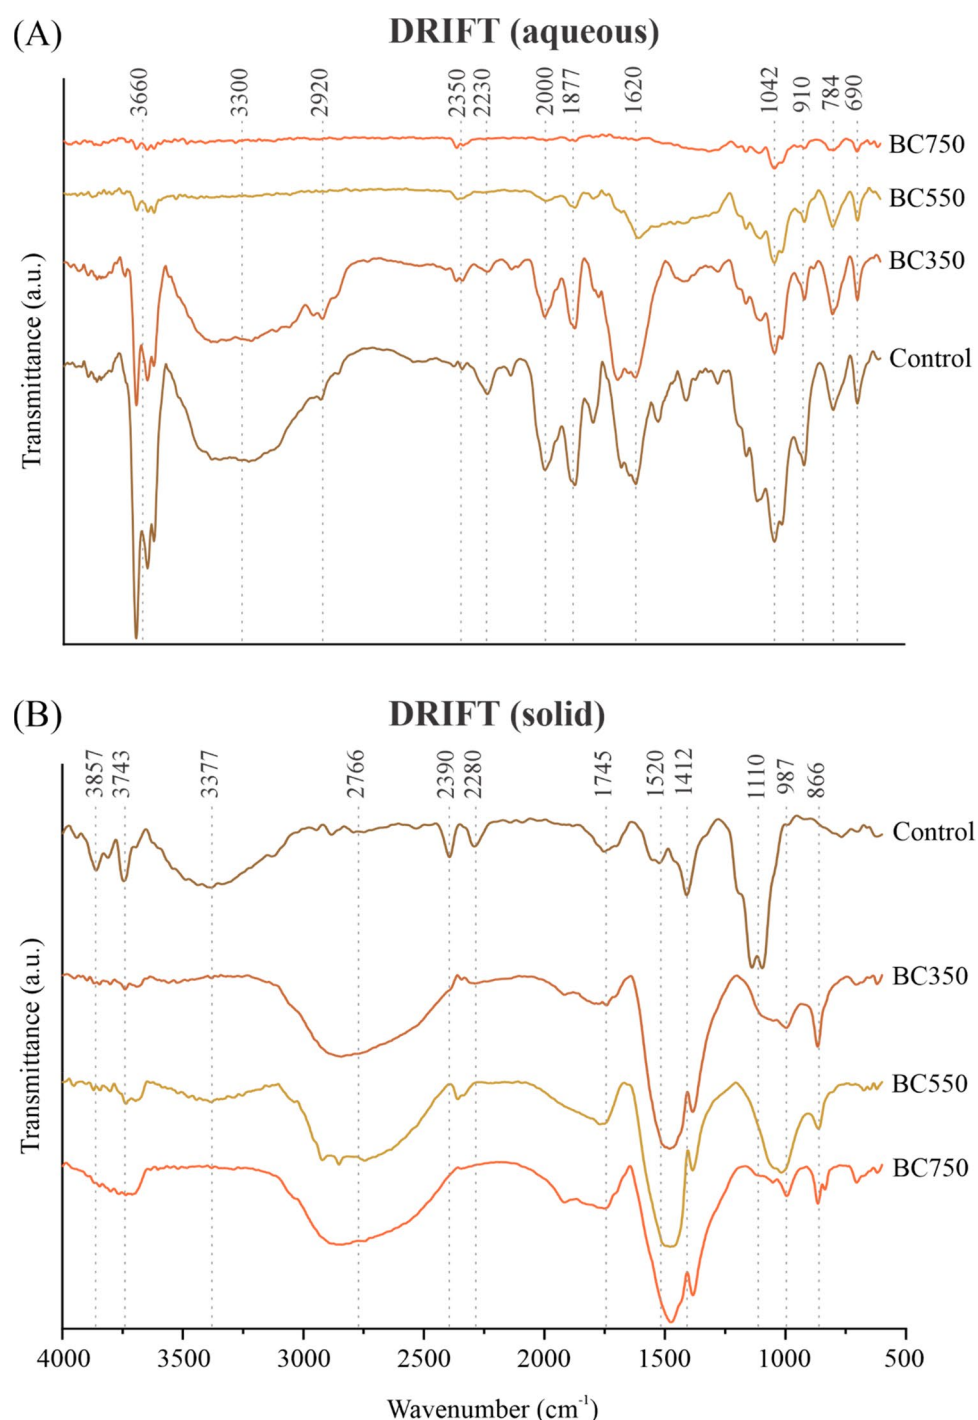 (A) DRIFT (aqueous)
3660 3300 2920 2350 2230 2000 1877 1620 1042 910 784 690
BC750
BC550
BC350
Control
Transmittance (a.u.)
(B) DRIFT (solid)
3857 3743 3377 2766 2390 2280 1745 1520 1412 1110 987 866
Control
BC350
BC550
BC750
Transmittance (a.u.)
4000 3500 3000 2500 2000 1500 1000 500
Wavenumber (cm⁻¹)